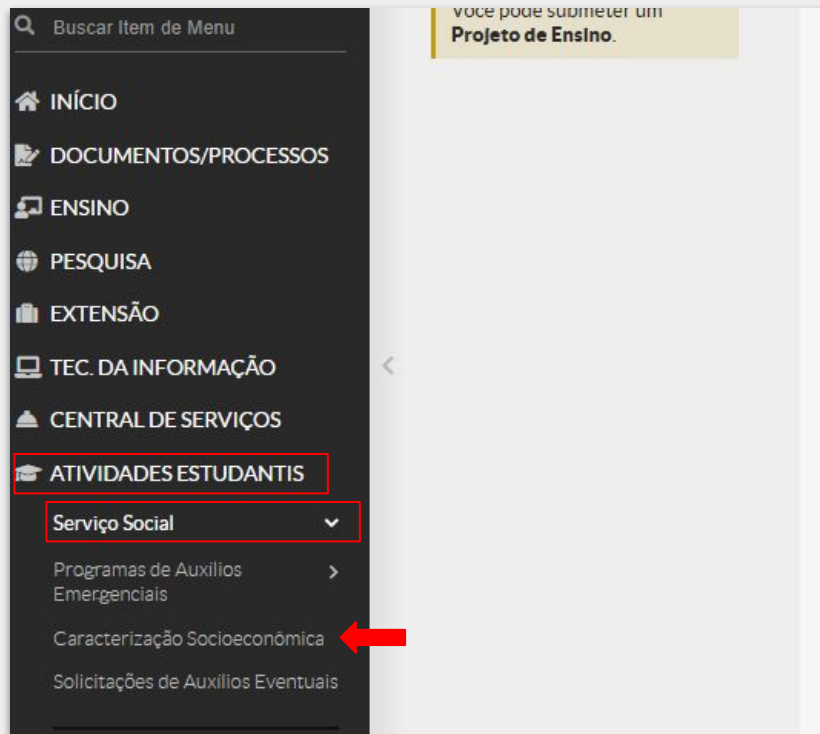 Buscar Item de Menu
INÍCIO
DOCUMENTOS/PROCESSOS
ENSINO
PESQUISA
EXTENSÃO
TEC. DA INFORMAÇÃO
CENTRAL DE SERVIÇOS
ATIVIDADES ESTUDANTIS
Serviço Social
Programas de Auxílios
Emergenciais
Caracterização Socioeconômica
Solicitações de Auxílios Eventuais
Você pode submeter um
Projeto de Ensino.